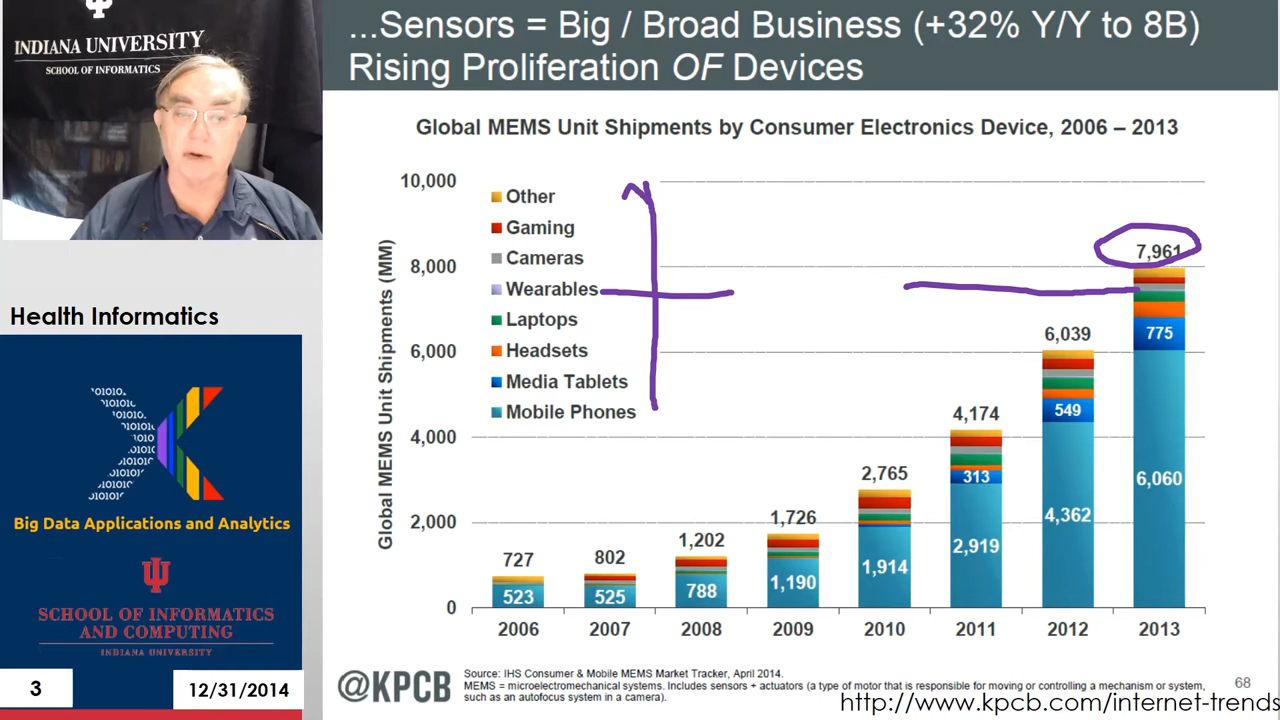 INDIANA UNIVERSITY
SCHOOL OF INFORMATICS
...Sensors = Big / Broad Business (+32% Y/Y to 8B)
Rising Proliferation OF Devices
Global MEMS Unit Shipments by Consumer Electronics Device, 2006 – 2013
Global MEMS Unit Shipments (MM)
10,000
8,000
6,000
4,000
2,000
0
Other
Gaming
Cameras
Wearables
Laptops
Headsets
Media Tablets
Mobile Phones
727
523
802
525
1,202
788
1,726
1,190
2,765
1,914
4,174
313
2,919
6,039
549
4,362
7,961
775
6,060
2006
2007
2008
2009
2010
2011
2012
2013
@KPCB
Source: IHS Consumer & Mobile MEMS Market Tracker, April 2014.
MEMS = microelectromechanical systems. Includes sensors + actuators (a type of motor that is responsible for moving or controlling a mechanism or system,
such as an autofocus system in a camera).
68
http://www.kpcb.com/internet-trends
Health Informatics
Big Data Applications and Analytics
SCHOOL OF INFORMATICS
AND COMPUTING
INDIANA UNIVERSITY
3
12/31/2014